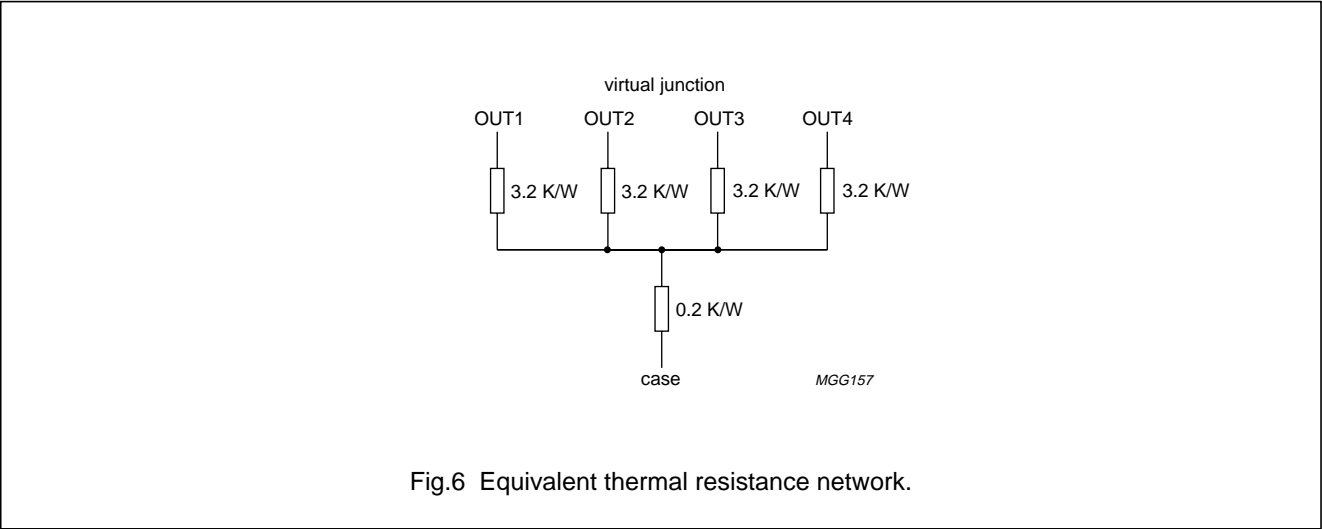 virtual junction
OUT1 OUT2 OUT3 OUT4
3.2 K/W 3.2 K/W 3.2 K/W 3.2 K/W
0.2 K/W
case MGG157
Fig.6 Equivalent thermal resistance network.